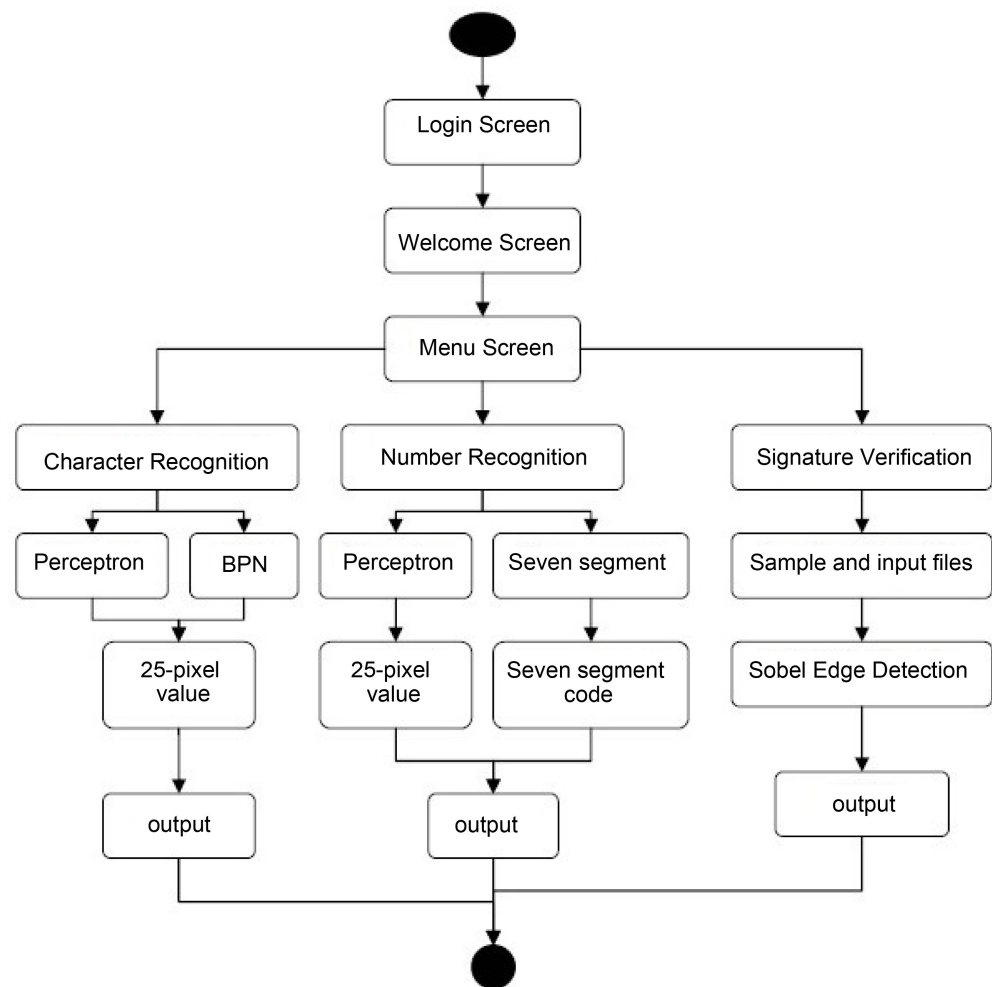 Login Screen
Welcome Screen
Menu Screen
Character Recognition
Number Recognition
Signature Verification
Perceptron
BPN
Perceptron
Seven segment
Sample and input files
25-pixel
value
25-pixel
value
Seven segment
code
Sobel Edge Detection
output
output
output